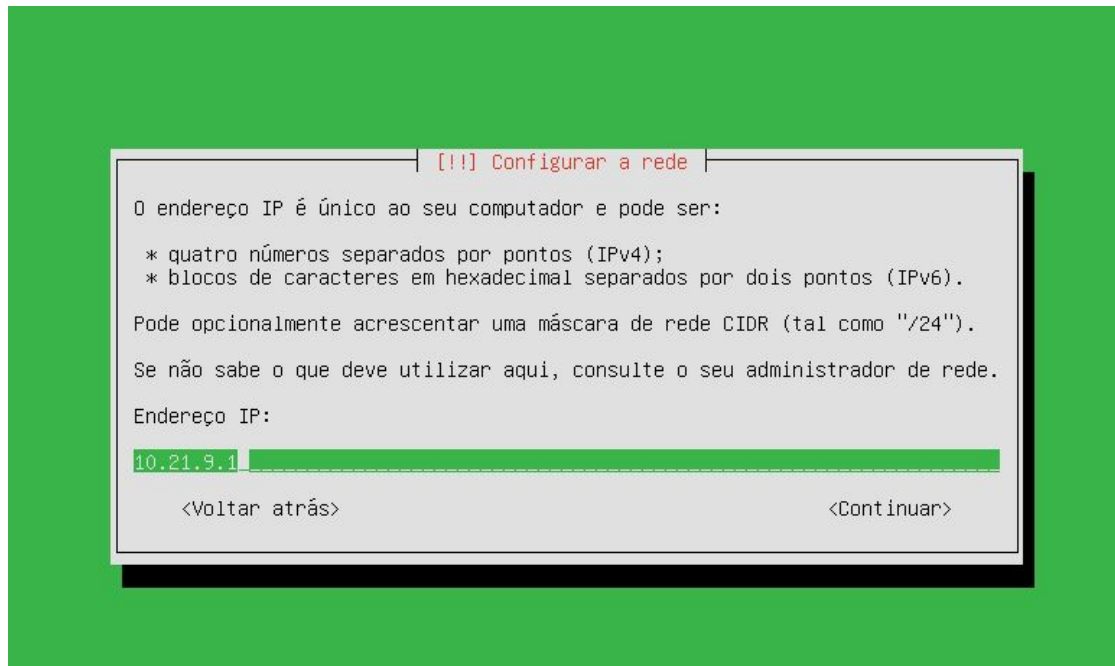 [!!] Configurar a rede
O endereço IP é único ao seu computador e pode ser:
* quatro números separados por pontos (IPv4);
* blocos de caracteres em hexadecimal separados por dois pontos (IPv6).
Pode opcionalmente acrescentar uma máscara de rede CIDR (tal como "/24").
Se não sabe o que deve utilizar aqui, consulte o seu administrador de rede.
Endereço IP:
10.21.9.1
<Voltar atrás> <Continuar>